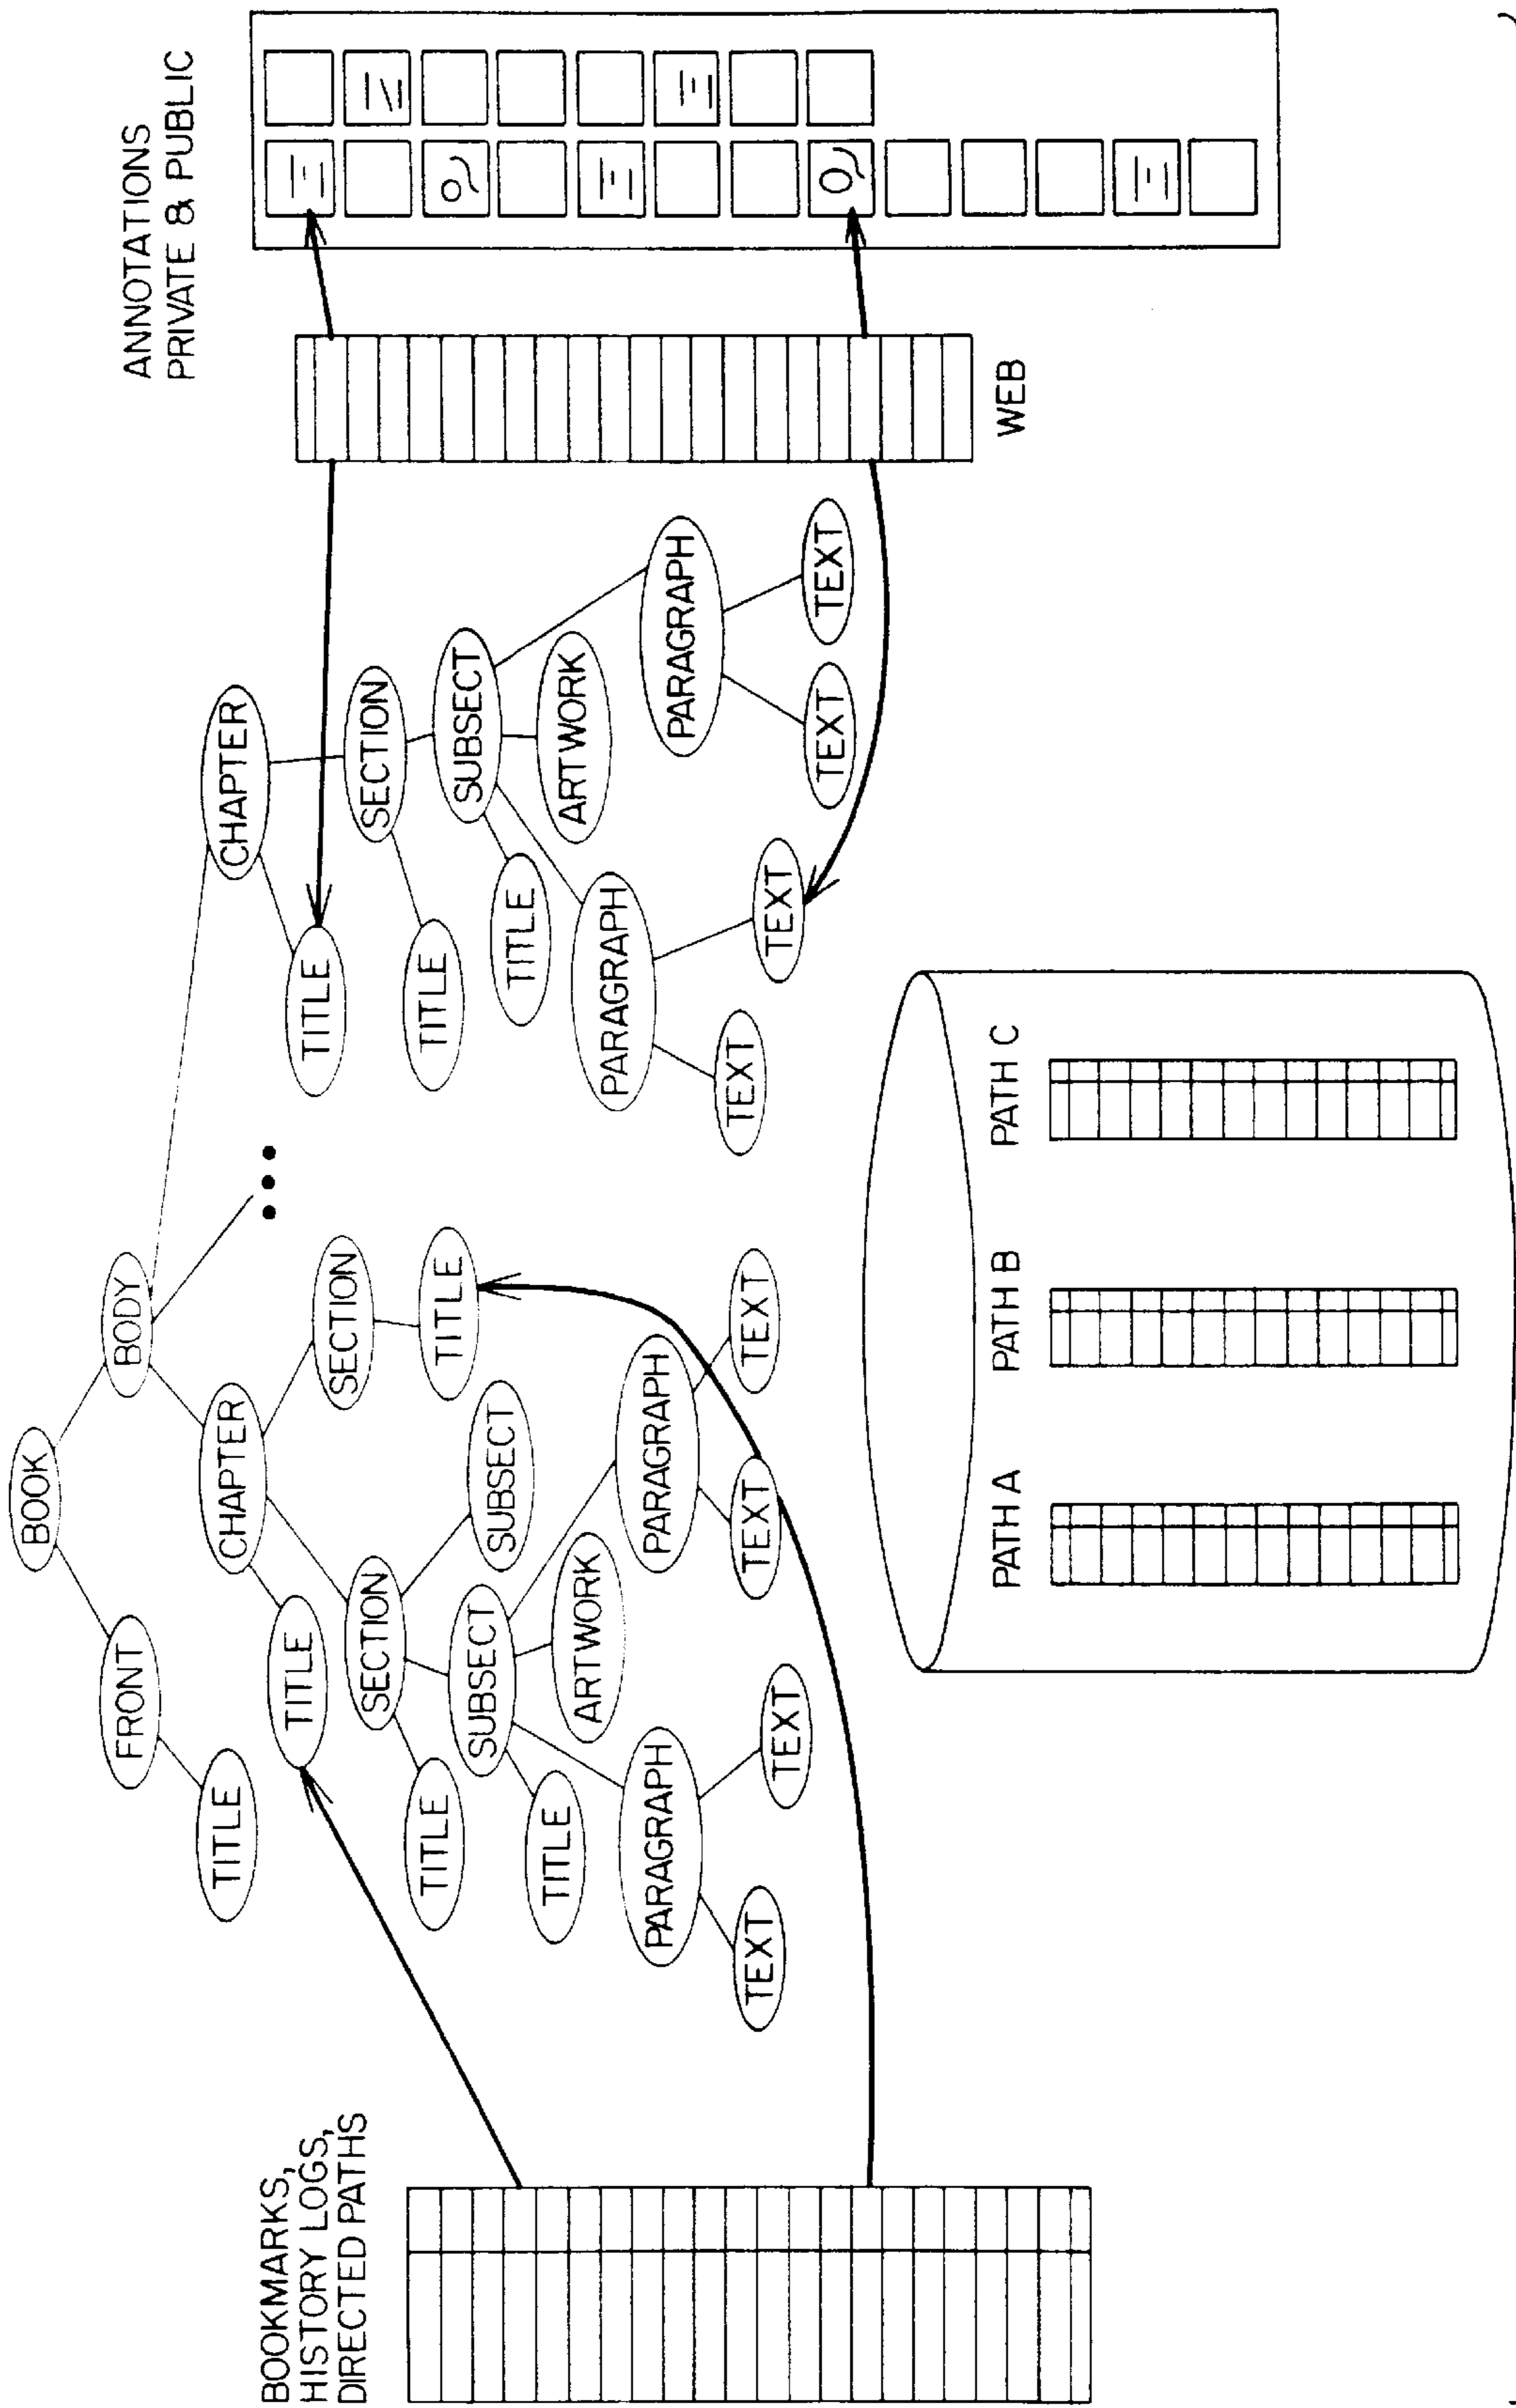 BOOK
FRONT
BODY
TITLE
CHAPTER
CHAPTER
TITLE
SECTION
TITLE
SECTION
SECTION
TITLE
TITLE
TITLE
SUBSECT
SUBSECT
SUBSECT
TITLE
ARTWORK
TITLE
ARTWORK
PARAGRAPH
PARAGRAPH
PARAGRAPH
PARAGRAPH
TEXT
TEXT
TEXT
TEXT
TEXT
TEXT
TEXT
TEXT
BOOKMARKS,
HISTORY LOGS,
DIRECTED PATHS
ANNOTATIONS
PRIVATE & PUBLIC
WEB
PATH A
PATH B
PATH C